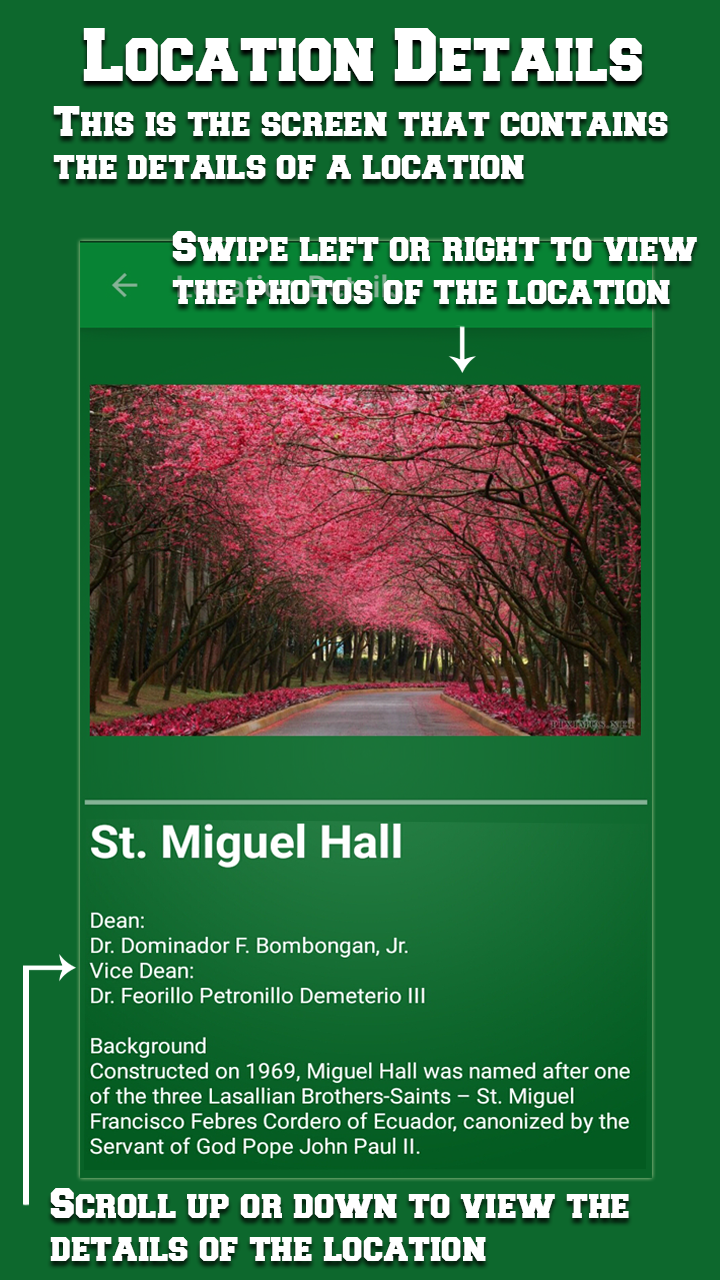 Location Details
This is the screen that contains
the details of a location
Swipe left or right to view
the photos of the location
Location Details
St. Miguel Hall
Dean:
Dr. Dominador F. Bombongan, Jr.
Vice Dean:
Dr. Feorillo Petronillo Demeterio III
Background
Constructed on 1969, Miguel Hall was named after one
of the three Lasallian Brothers-Saints – St. Miguel
Francisco Febres Cordero of Ecuador, canonized by the
Servant of God Pope John Paul II.
Scroll up or down to view the
details of the location